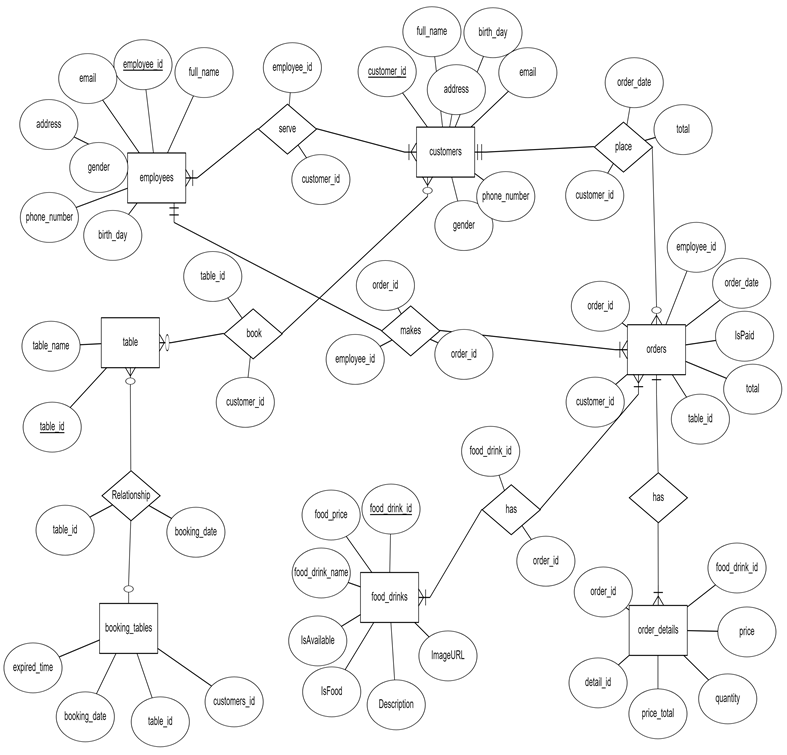 full_name
birth_day
employee_id
full_name
employee_id
customer_id
email
email
address
order_date
address
serve
total
gender
employees
customers
place
customer_id
customer_id
phone_number
phone_number
birth_day
gender
employee_id
table_id
order_id
order_date
order_id
table_name
table
book
makes
IsPaid
employee_id
order_id
orders
total
customer_id
customer_id
table_id
table_id
food_drink_id
Relationship
food_price
food_drink_id
has
has
table_id
booking_date
order_id
food_drink_name
food_drink_id
order_id
food_drinks
booking_tables
order_details
price
IsAvailable
ImageURL
expired_time
detail_id
IsFood
customers_id
quantity
Description
booking_date
table_id
price_total